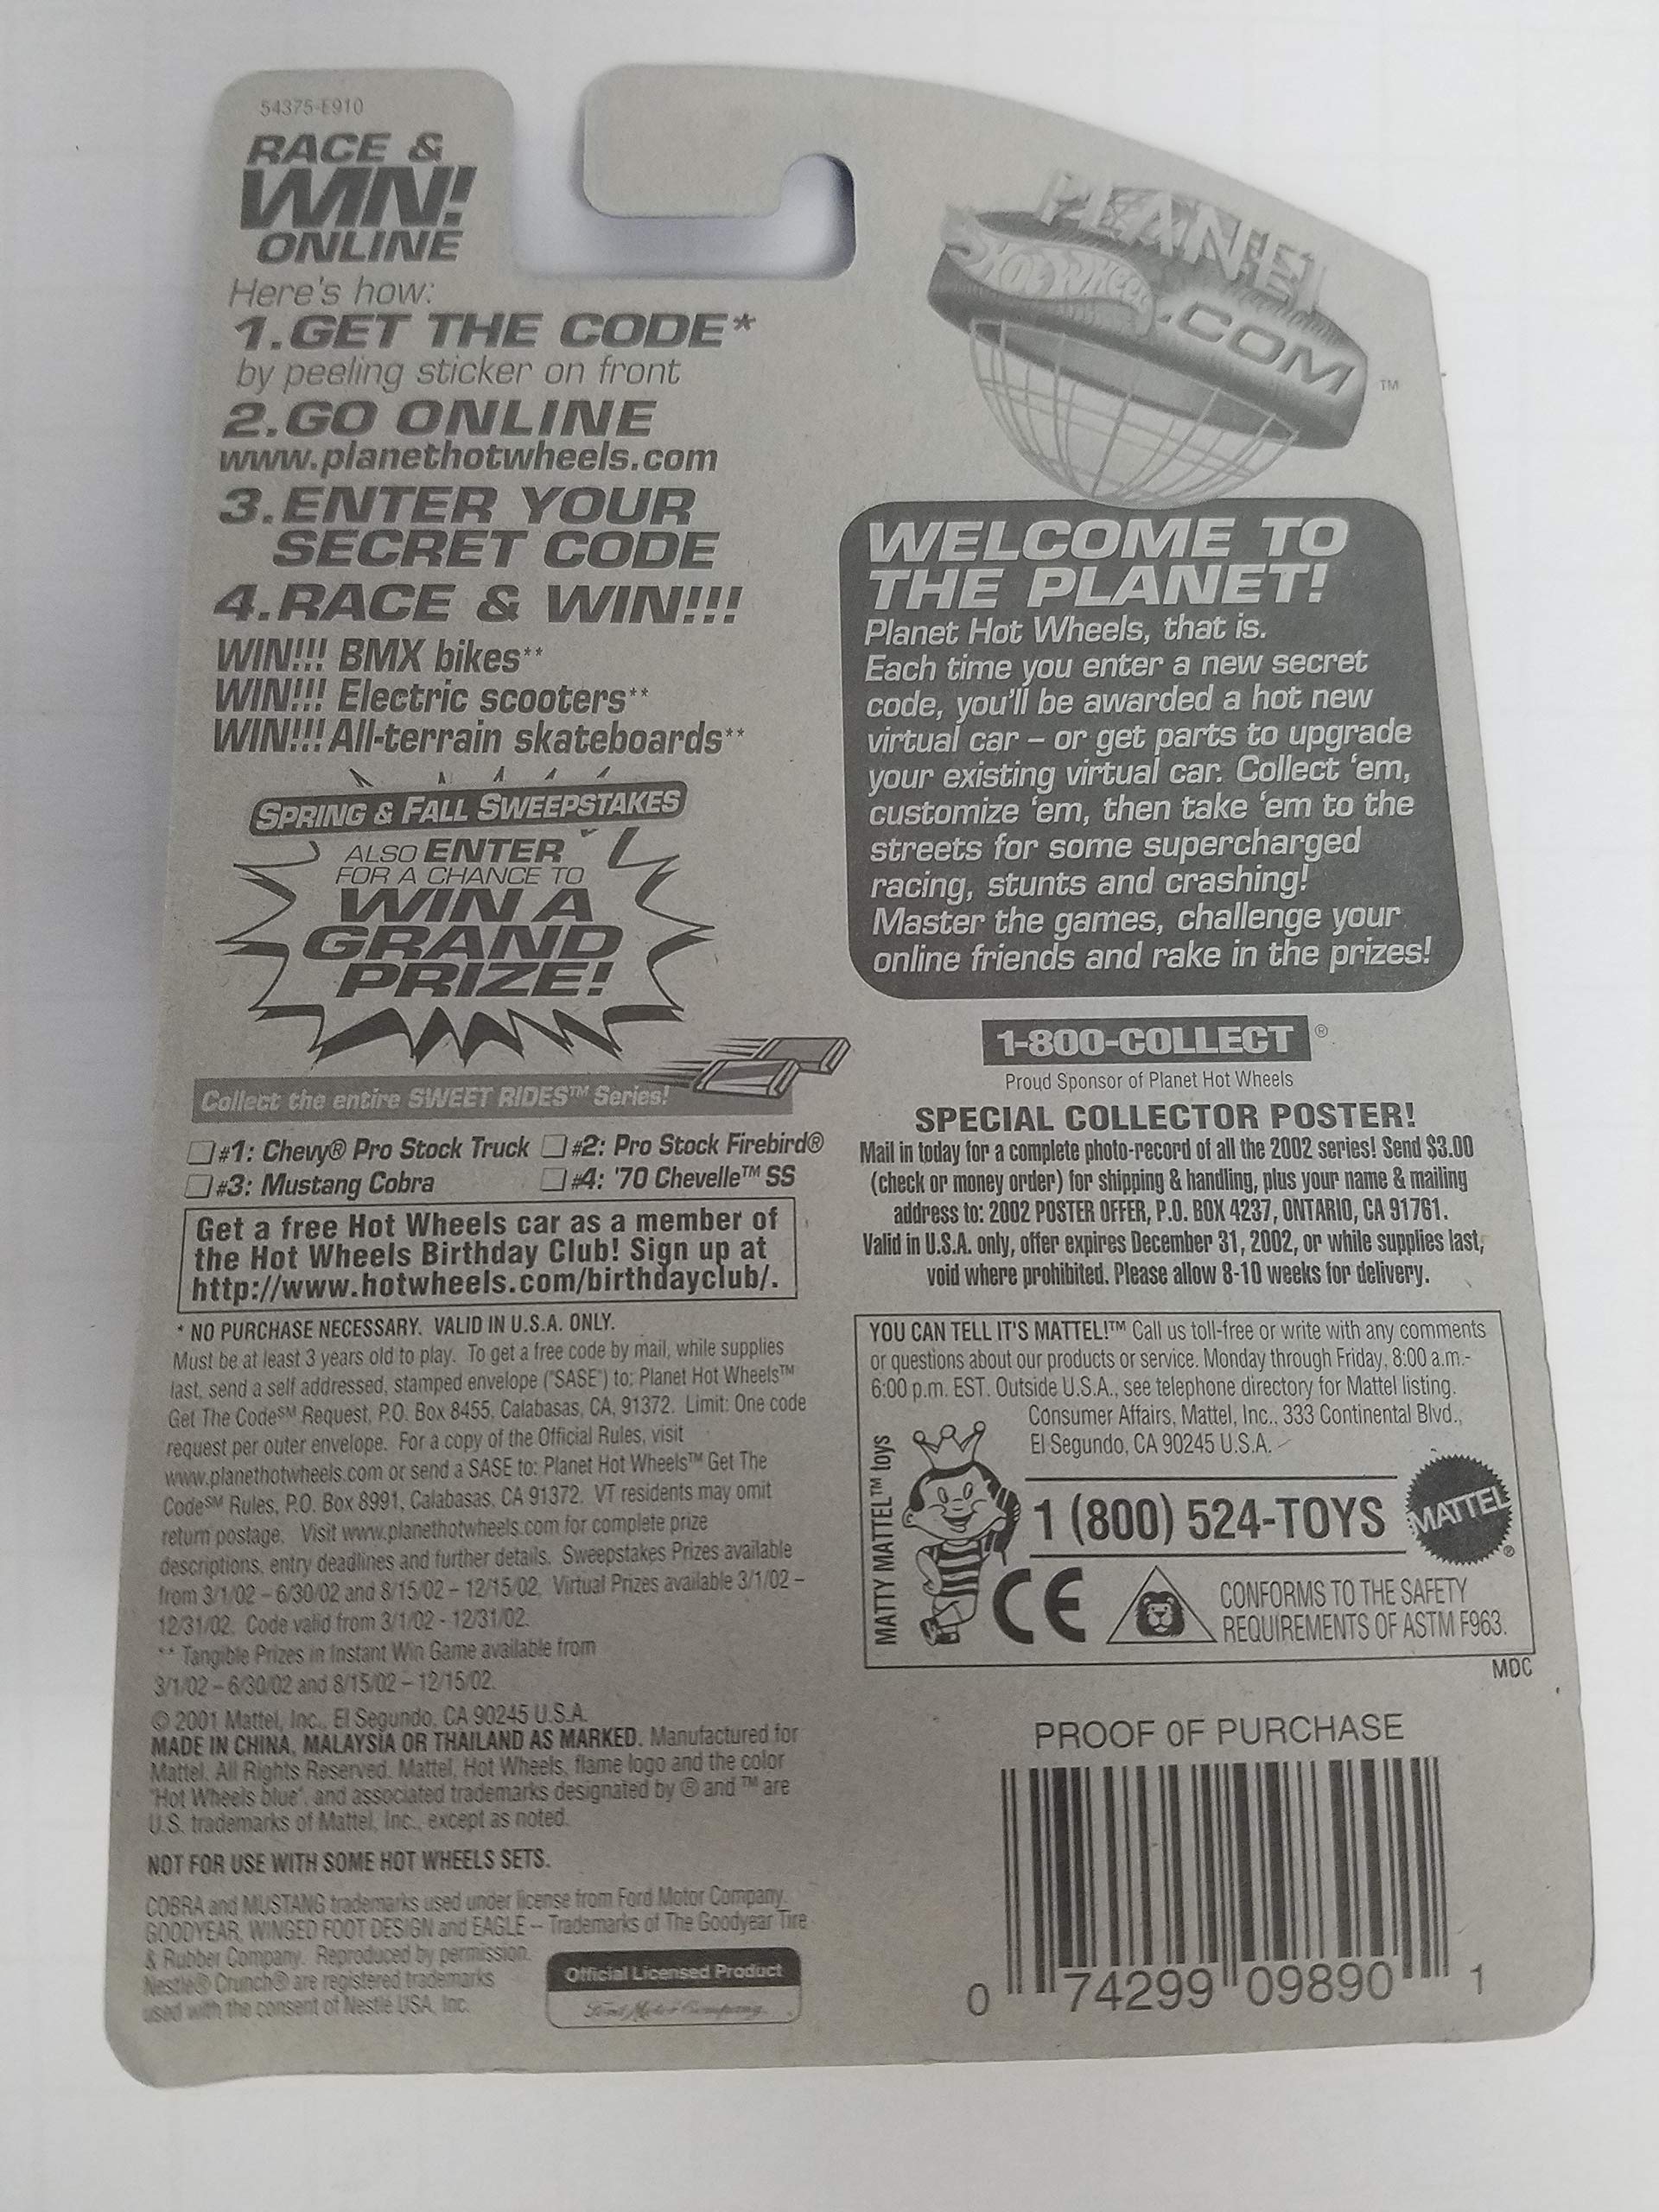 54375-E910
RACE &
WIN!
ONLINE
Here's how:
1.GET THE CODE*
by peeling sticker on front
2.GO ONLINE
www.planethotwheels.com
3.ENTER YOUR
SECRET CODE
4.RACE & WIN!!!
WIN!!! BMX bikes**
WIN!!! Electric scooters**
WIN!!! All-terrain skateboards**
SPRING & FALL SWEEPSTAKES
ALSO ENTER
FOR A CHANCE TO
WIN A
GRAND
PRIZE!
Collect the entire SWEET RIDES™ Series!
#1: Chevy® Pro Stock Truck #2: Pro Stock Firebird®
#3: Mustang Cobra #4: '70 Chevelle™ SS
Get a free Hot Wheels car as a member of
the Hot Wheels Birthday Club! Sign up at
http://www.hotwheels.com/birthdayclub/.
* NO PURCHASE NECESSARY. VALID IN U.S.A. ONLY.
Must be at least 3 years old to play. To get a free code by mail, while supplies
last, send a self addressed, stamped envelope ("SASE") to: Planet Hot Wheels™
Get The Code℠ Request, P.O. Box 8455, Calabasas, CA, 91372. Limit: One code
request per outer envelope. For a copy of the Official Rules, visit
www.planethotwheels.com or send a SASE to: Planet Hot Wheels™ Get The
Code℠ Rules, P.O. Box 8991, Calabasas, CA 91372. VT residents may omit
return postage. Visit www.planethotwheels.com for complete prize
descriptions, entry deadlines and further details. Sweepstakes Prizes available
from 3/1/02 – 6/30/02 and 8/15/02 – 12/15/02. Virtual Prizes available 3/1/02 –
12/31/02. Code valid from 3/1/02 - 12/31/02.
** Tangible Prizes in Instant Win Game available from
3/1/02 – 6/30/02 and 8/15/02 – 12/15/02.
© 2001 Mattel, Inc., El Segundo, CA 90245 U.S.A.
MADE IN CHINA, MALAYSIA OR THAILAND AS MARKED. Manufactured for
Mattel. All Rights Reserved. Mattel, Hot Wheels, flame logo and the color
"Hot Wheels blue", and associated trademarks designated by ® and ™ are
U.S. trademarks of Mattel, Inc., except as noted.
NOT FOR USE WITH SOME HOT WHEELS SETS.
COBRA and MUSTANG trademarks used under license from Ford Motor Company.
GOODYEAR, WINGED FOOT DESIGN and EAGLE -- Trademarks of The Goodyear Tire
& Rubber Company. Reproduced by permission.
Nestlé® Crunch® are registered trademarks
used with the consent of Nestlé USA, Inc.
Official Licensed Product
Ford Motor Company.
PLANET
HOT WHEELS
.COM
™
WELCOME TO
THE PLANET!
Planet Hot Wheels, that is.
Each time you enter a new secret
code, you'll be awarded a hot new
virtual car – or get parts to upgrade
your existing virtual car. Collect 'em,
customize 'em, then take 'em to the
streets for some supercharged
racing, stunts and crashing!
Master the games, challenge your
online friends and rake in the prizes!
1-800-COLLECT®
Proud Sponsor of Planet Hot Wheels
SPECIAL COLLECTOR POSTER!
Mail in today for a complete photo-record of all the 2002 series! Send $3.00
(check or money order) for shipping & handling, plus your name & mailing
address to: 2002 POSTER OFFER, P.O. BOX 4237, ONTARIO, CA 91761.
Valid in U.S.A. only, offer expires December 31, 2002, or while supplies last,
void where prohibited. Please allow 8-10 weeks for delivery.
YOU CAN TELL IT'S MATTEL!™ Call us toll-free or write with any comments
or questions about our products or service. Monday through Friday, 8:00 a.m.-
6:00 p.m. EST. Outside U.S.A., see telephone directory for Mattel listing.
Consumer Affairs, Mattel, Inc., 333 Continental Blvd.,
El Segundo, CA 90245 U.S.A.
MATTY MATTEL™ toys
1 (800) 524-TOYS
MATTEL®
CE
CONFORMS TO THE SAFETY
REQUIREMENTS OF ASTM F963.
MDC
PROOF OF PURCHASE
0 74299 09890 1